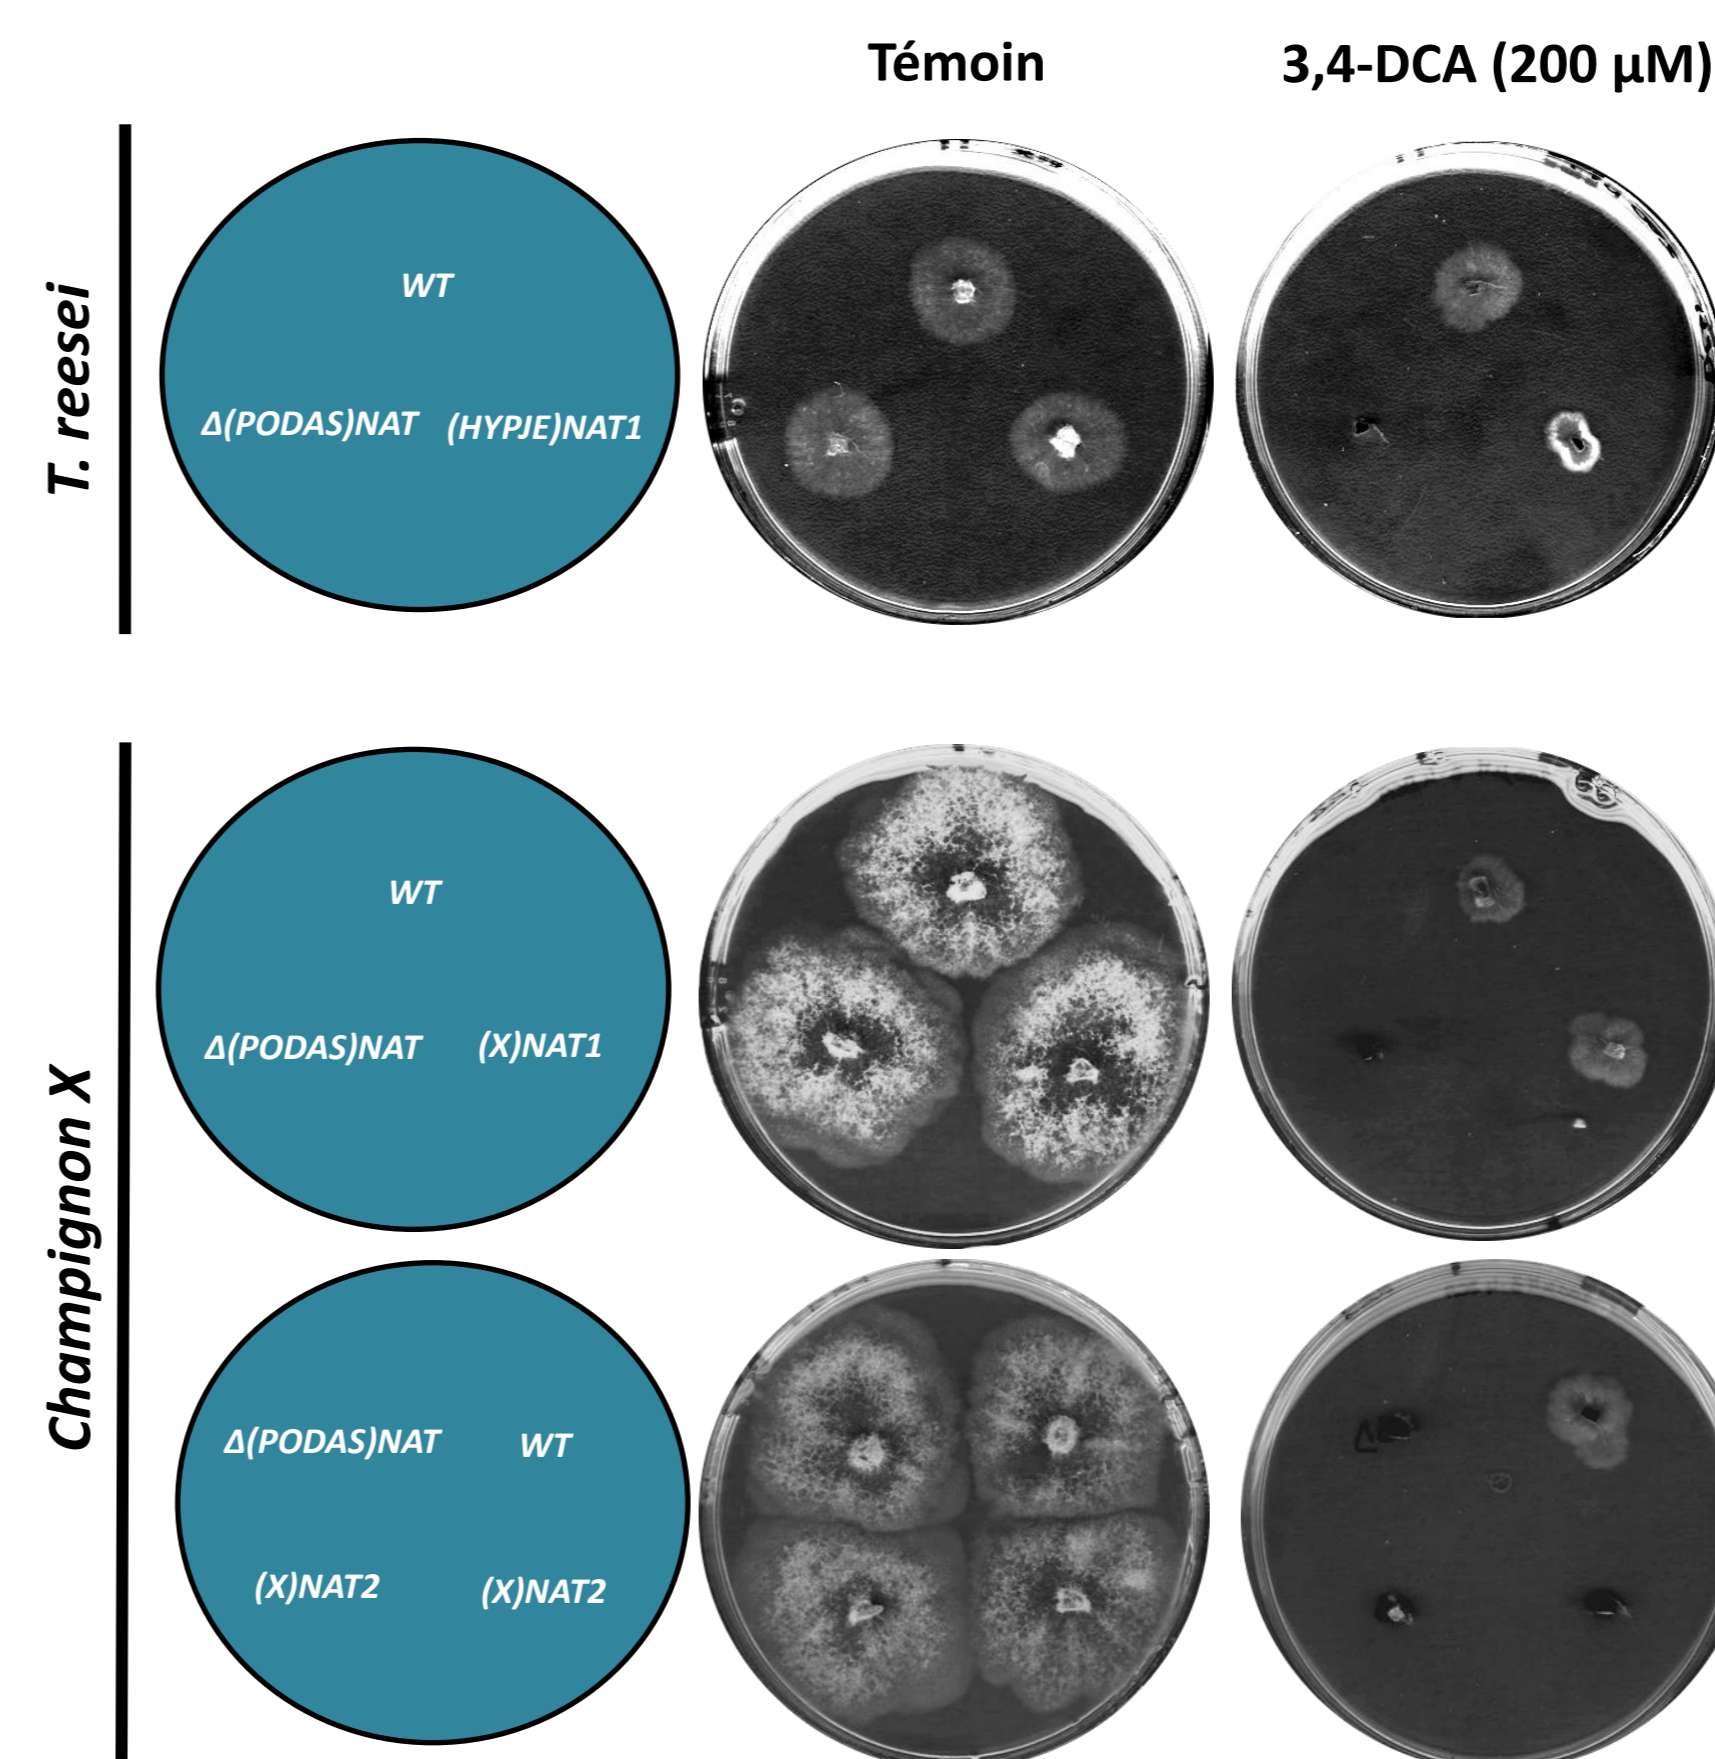 Témoin 3,4-DCA (200 µM)
T. reesei
WT
Δ(PODAS)NAT (HYPJE)NAT1
Champignon X
WT
Δ(PODAS)NAT (X)NAT1
Δ(PODAS)NAT WT
(X)NAT2 (X)NAT2